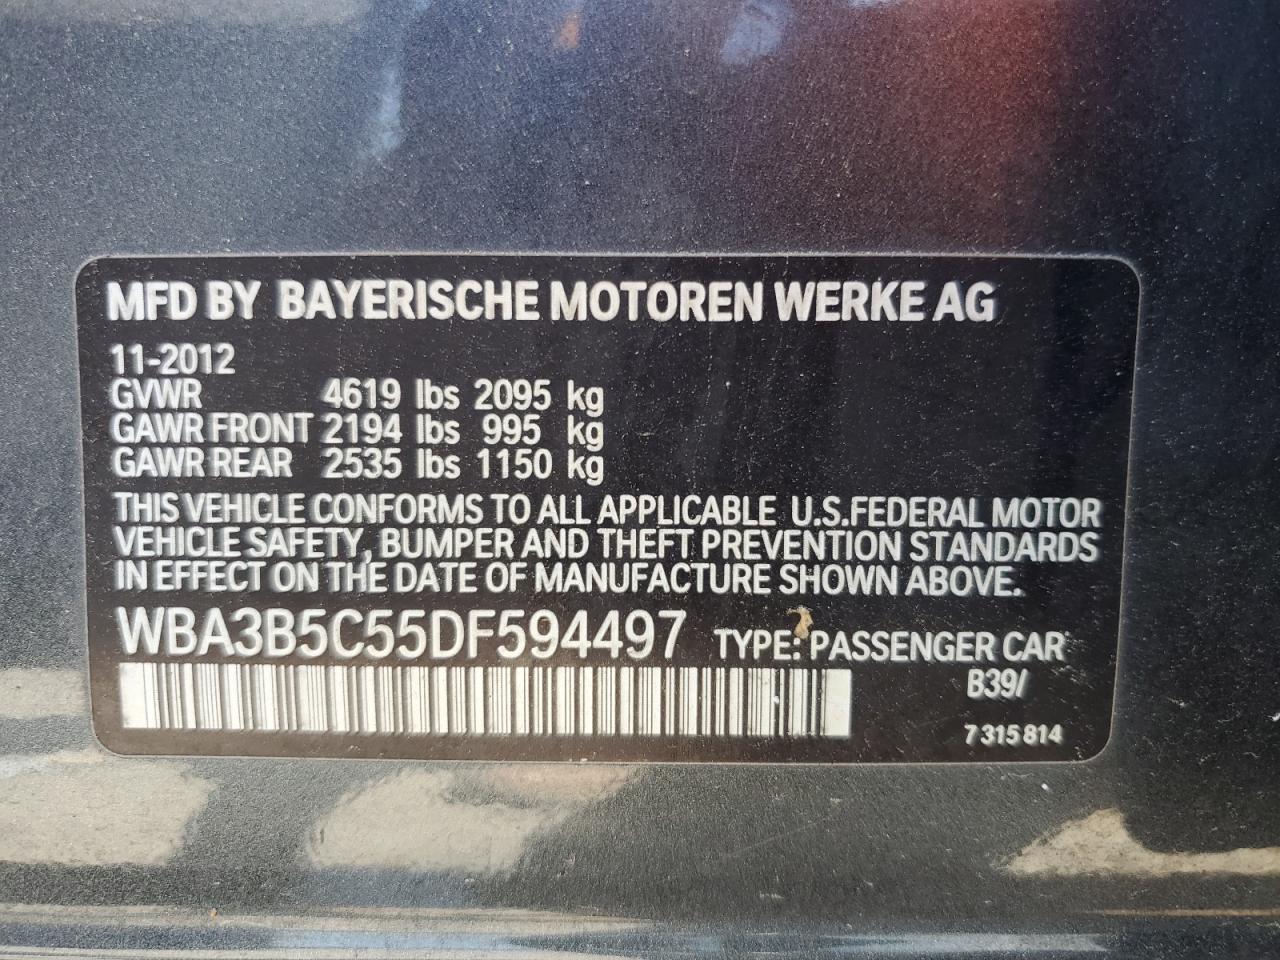 MFD BY BAYERISCHE MOTOREN WERKE AG
11-2012
GVWR 4619 lbs 2095 kg
GAWR FRONT 2194 lbs 995 kg
GAWR REAR 2535 lbs 1150 kg
THIS VEHICLE CONFORMS TO ALL APPLICABLE U.S.FEDERAL MOTOR
VEHICLE SAFETY, BUMPER AND THEFT PREVENTION STANDARDS
IN EFFECT ON THE DATE OF MANUFACTURE SHOWN ABOVE.
WBA3B5C55DF594497 TYPE: PASSENGER CAR
B39/
7 315 814